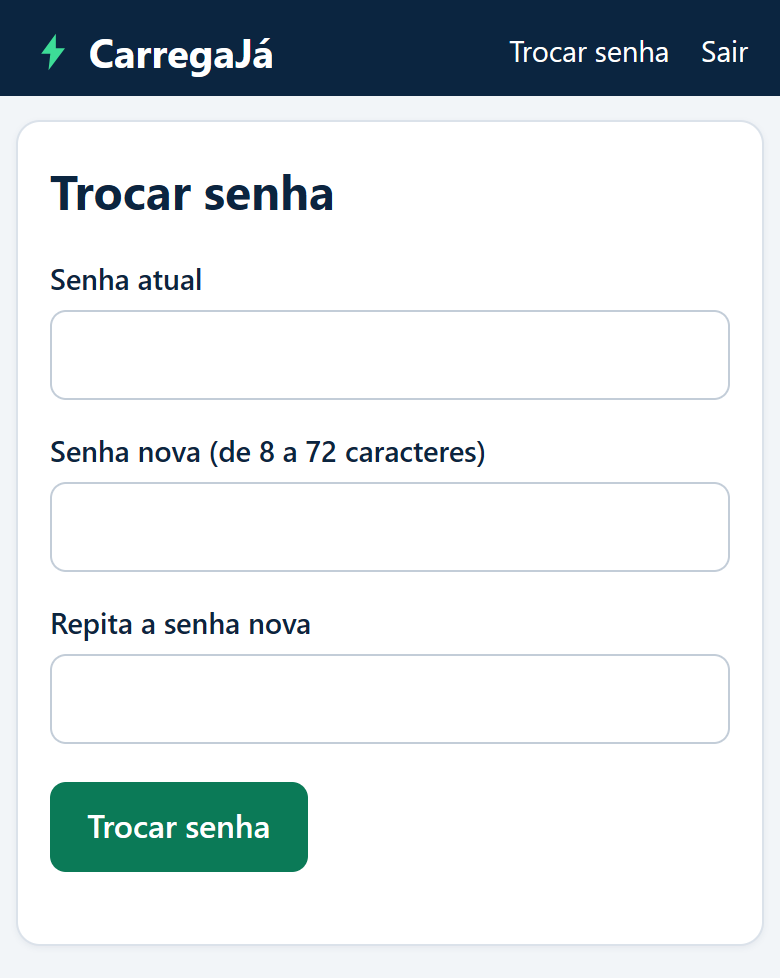 CarregaJá
Trocar senha Sair
Trocar senha
Senha atual
Senha nova (de 8 a 72 caracteres)
Repita a senha nova
Trocar senha